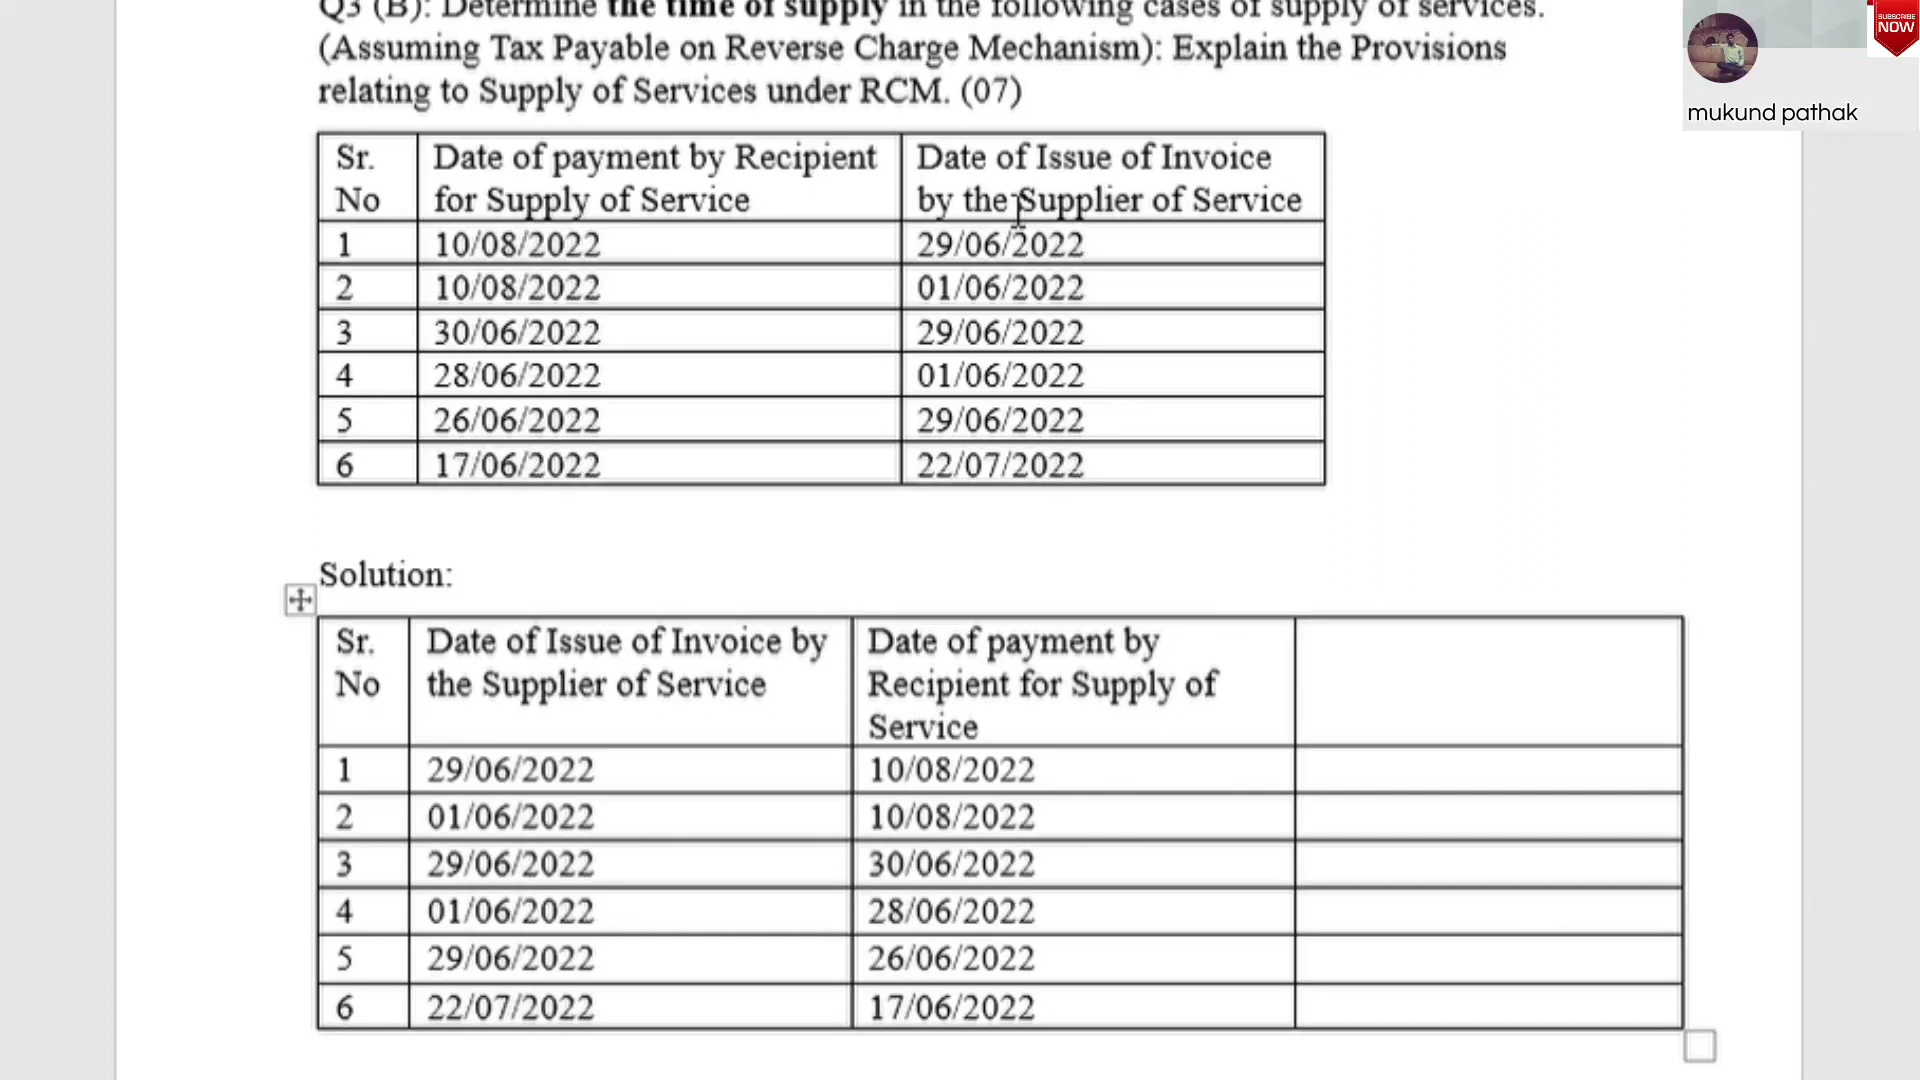 Q3 (B): Determine the time of supply in the following cases of supply of services.
(Assuming Tax Payable on Reverse Charge Mechanism): Explain the Provisions
relating to Supply of Services under RCM. (07)
Sr. No Date of payment by Recipient for Supply of Service Date of Issue of Invoice by the Supplier of Service
1 10/08/2022 29/06/2022
2 10/08/2022 01/06/2022
3 30/06/2022 29/06/2022
4 28/06/2022 01/06/2022
5 26/06/2022 29/06/2022
6 17/06/2022 22/07/2022
Solution:
Sr. No Date of Issue of Invoice by the Supplier of Service Date of payment by Recipient for Supply of Service
1 29/06/2022 10/08/2022
2 01/06/2022 10/08/2022
3 29/06/2022 30/06/2022
4 01/06/2022 28/06/2022
5 29/06/2022 26/06/2022
6 22/07/2022 17/06/2022
mukund pathak
SUBSCRIBE
NOW